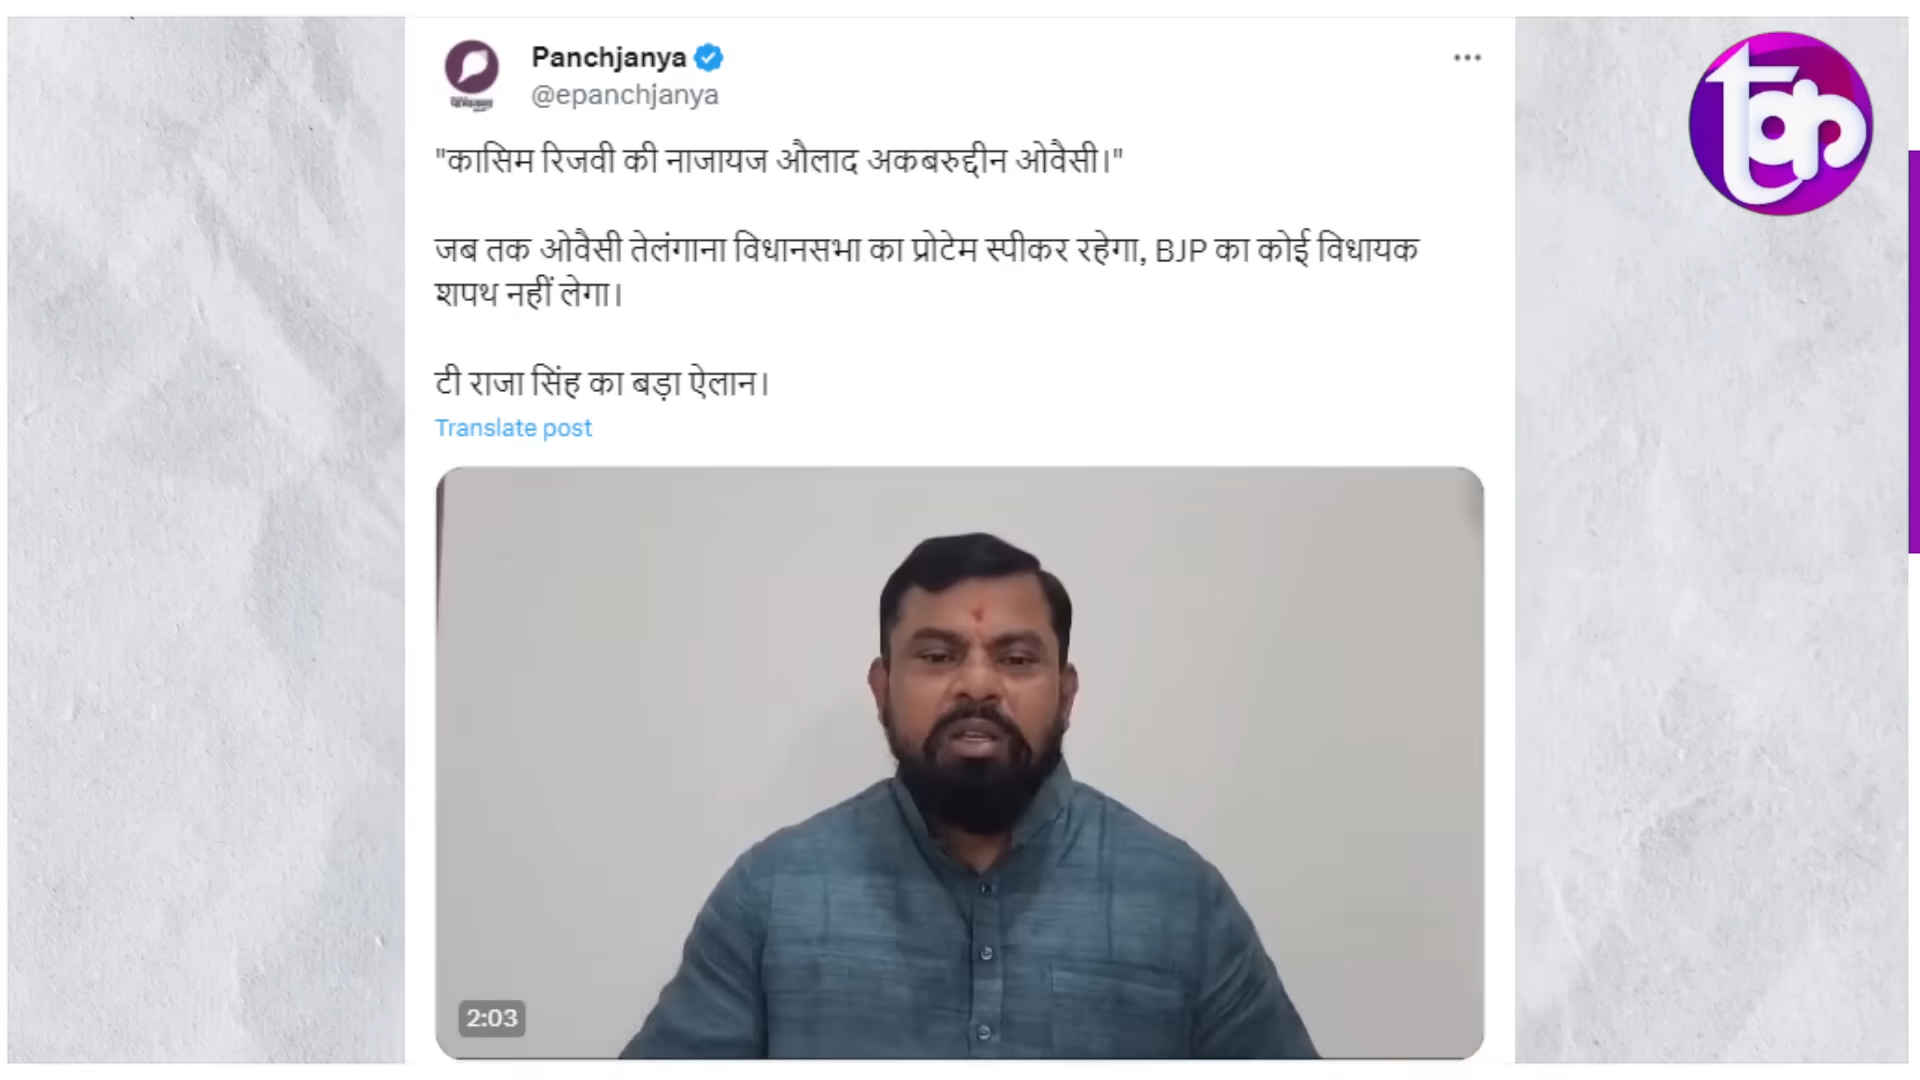 Panchjanya
@epanchjanya
"कासिम रिजवी की नाजायज औलाद अकबरुद्दीन ओवैसी।"
जब तक ओवैसी तेलंगाना विधानसभा का प्रोटेम स्पीकर रहेगा, BJP का कोई विधायक
शपथ नहीं लेगा।
टी राजा सिंह का बड़ा ऐलान।
Translate post
2:03